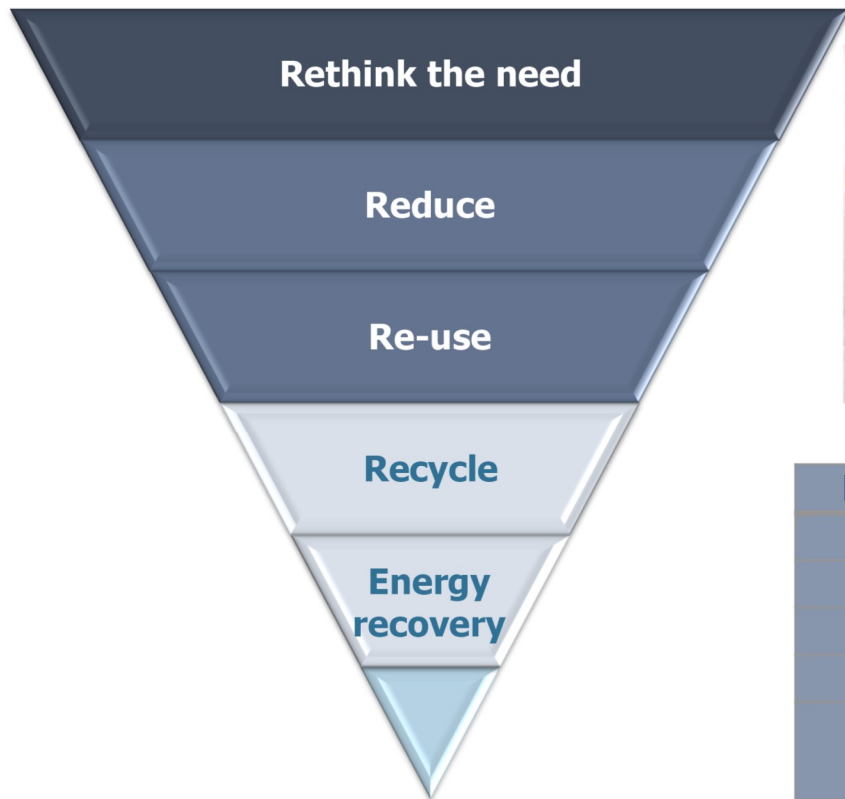 Rethink the need
Reduce
Re-use
Recycle
Energy
recovery